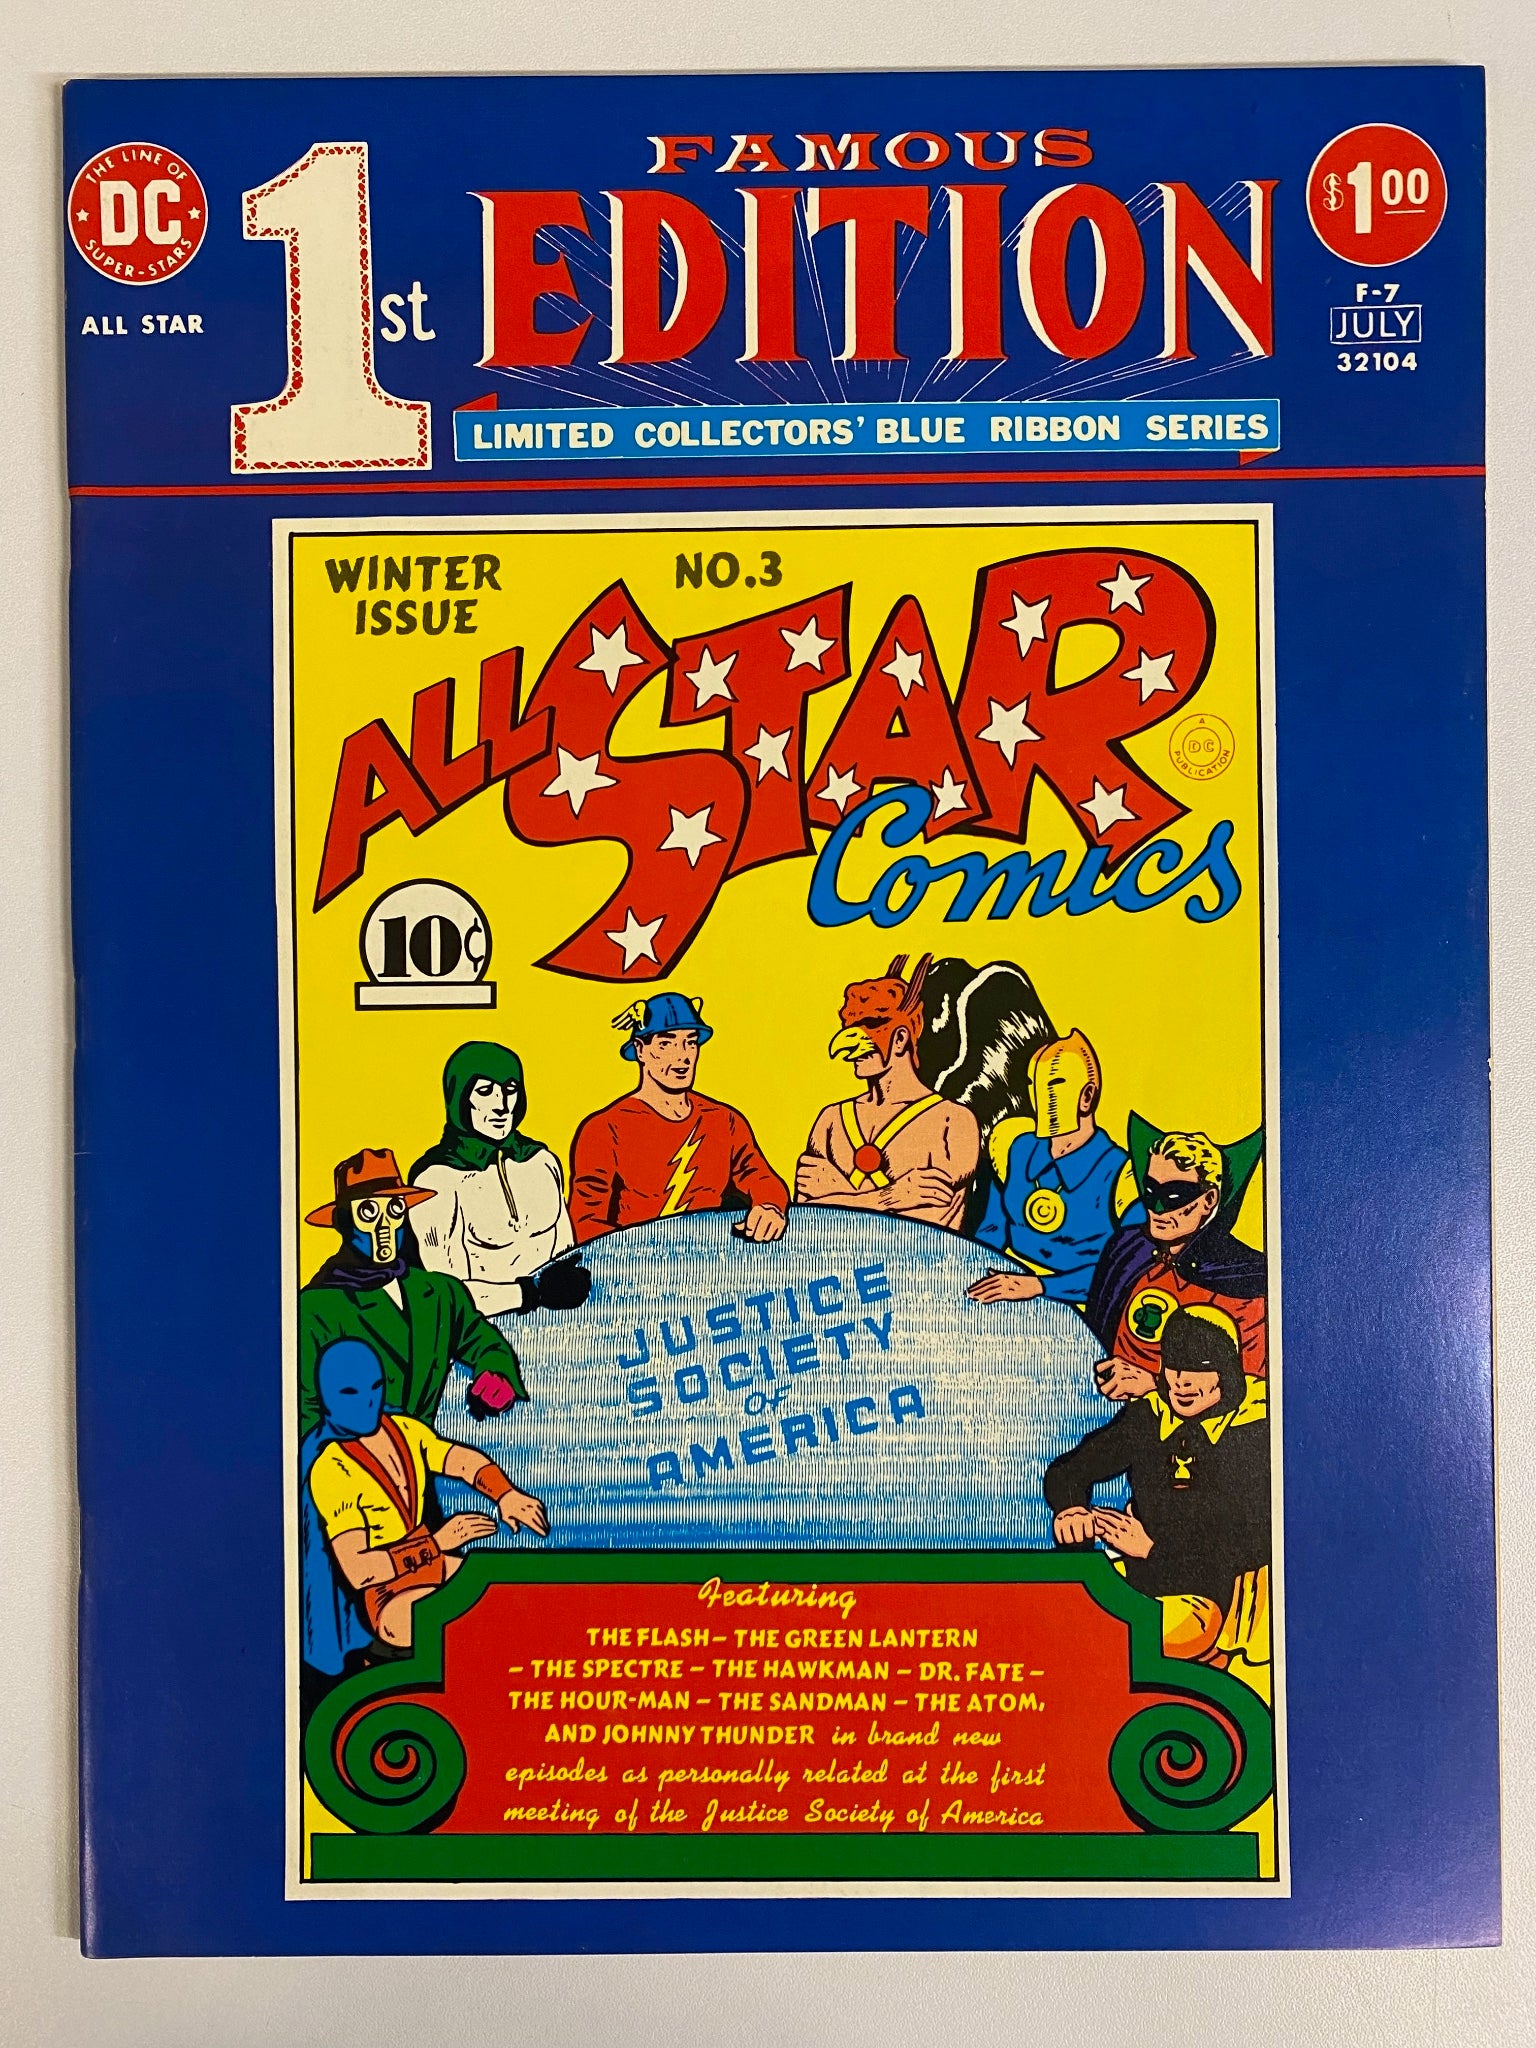 THE LINE OF
DC
SUPER-STARS
ALL STAR
1st
FAMOUS
EDITION
LIMITED COLLECTORS' BLUE RIBBON SERIES
$1.00
F-7
JULY
32104
WINTER
ISSUE
NO.3
ALL STAR
Comics
A
DC
PUBLICATION
10¢
JUSTICE
SOCIETY
OF
AMERICA
Featuring
THE FLASH – THE GREEN LANTERN
– THE SPECTRE – THE HAWKMAN – DR. FATE –
THE HOUR-MAN – THE SANDMAN – THE ATOM,
AND JOHNNY THUNDER in brand new
episodes as personally related at the first
meeting of the Justice Society of America